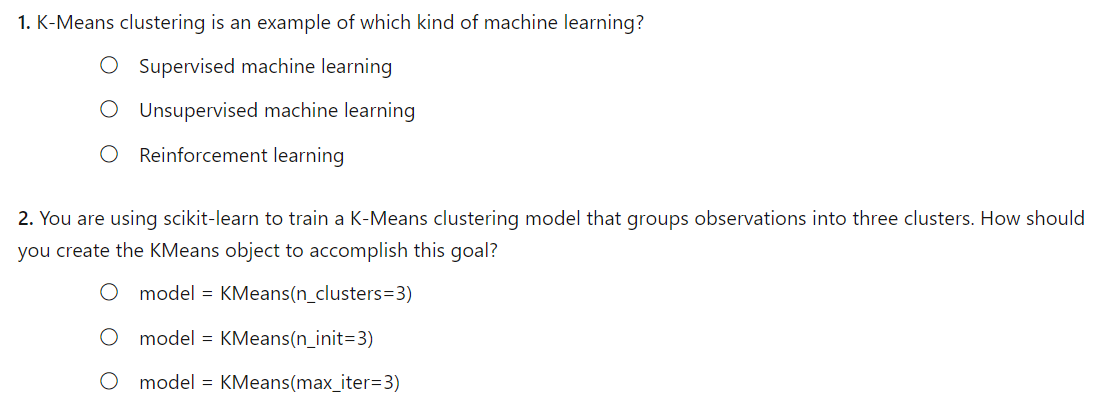 1. K-Means clustering is an example of which kind of machine learning?
Supervised machine learning
Unsupervised machine learning
Reinforcement learning
2. You are using scikit-learn to train a K-Means clustering model that groups observations into three clusters. How should
you create the KMeans object to accomplish this goal?
model = KMeans(n_clusters=3)
model = KMeans(n_init=3)
model = KMeans(max_iter=3)